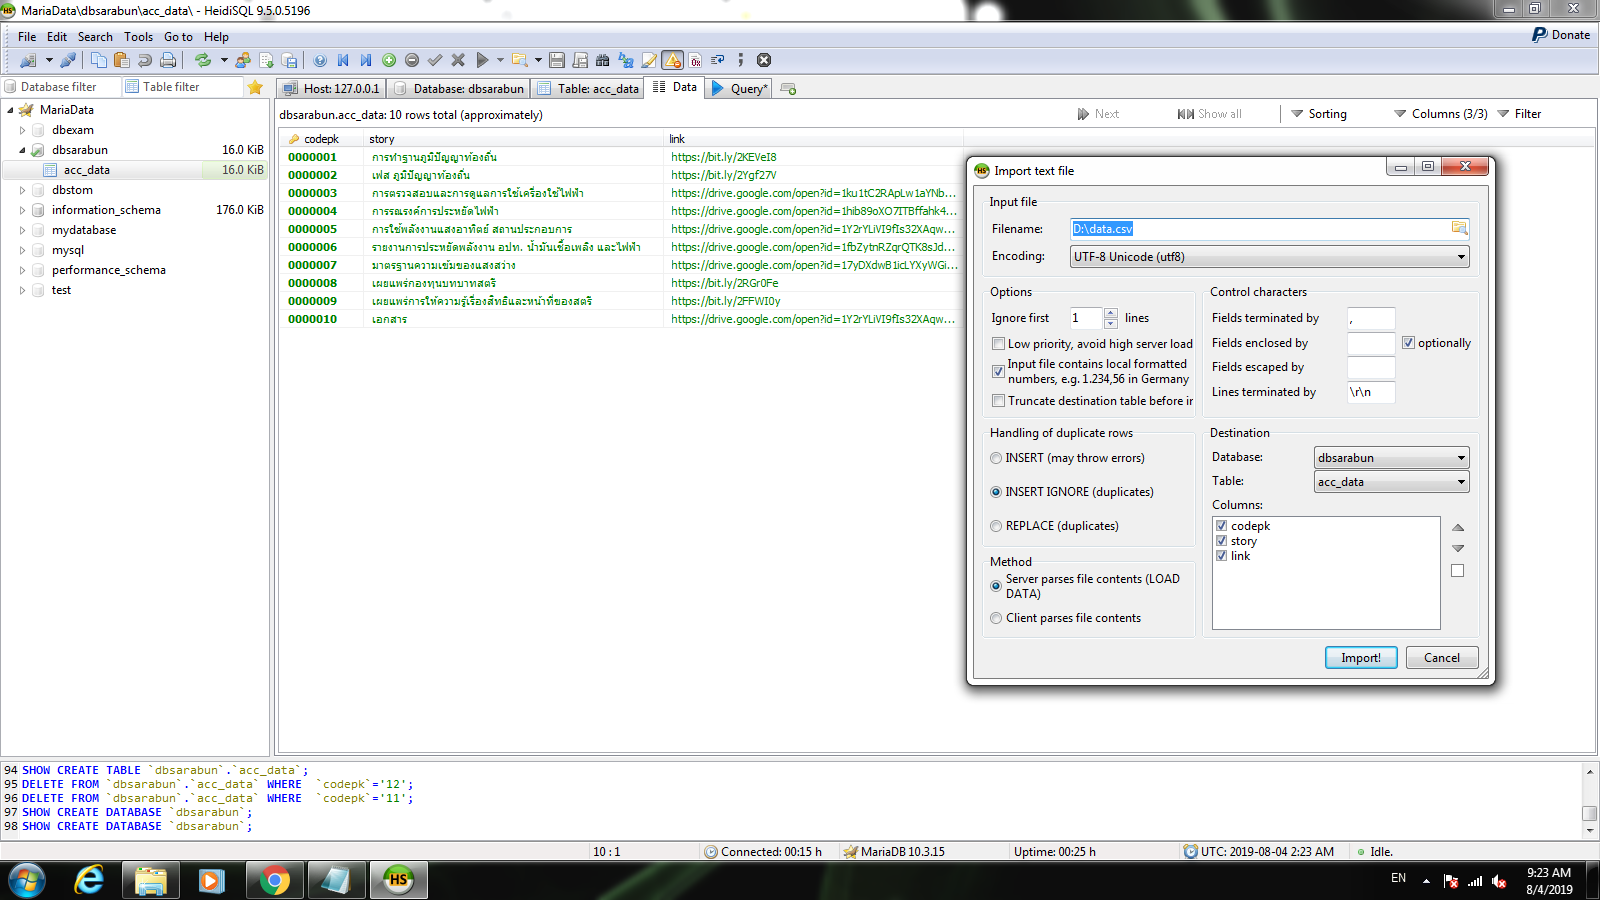 MariaData\dbsarabun\acc_data\ - HeidiSQL 9.5.0.5196
File Edit Search Tools Go to Help
Donate
Database filter
Table filter
Host: 127.0.0.1
Database: dbsarabun
Table: acc_data
Data
Query*
MariaData
dbexam
dbsarabun 16.0 KiB
acc_data 16.0 KiB
dbstom
information_schema 176.0 KiB
mydatabase
mysql
performance_schema
test
dbsarabun.acc_data: 10 rows total (approximately)
Next
Show all
Sorting
Columns (3/3)
Filter
codepk story link
0000001 การทำฐานภูมิปัญญาท้องถิ่น https://bit.ly/2KEVeI8
0000002 เฟส ภูมิปัญญาท้องถิ่น https://bit.ly/2Ygf27V
0000003 การตรวจสอบและการดูแลการใช้เครื่องใช้ไฟฟ้า https://drive.google.com/open?id=1ku1tC2RApLw1aYNb...
0000004 การรณรงค์การประหยัดไฟฟ้า https://drive.google.com/open?id=1hib89oXO7ITBffahk4...
0000005 การใช้พลังงานแสงอาทิตย์ สถานประกอบการ https://drive.google.com/open?id=1Y2rYLiVI9fIs32XAqw...
0000006 รายงานการประหยัดพลังงาน อปท. น้ำมันเชื้อเพลิง และไฟฟ้า https://drive.google.com/open?id=1fbZytnRZqrQTK8sJd...
0000007 มาตรฐานความเข้มของแสงสว่าง https://drive.google.com/open?id=17yDXdwB1icLYXyWGi...
0000008 เผยแพร่กองทุนบทบาทสตรี https://bit.ly/2RGr0Fe
0000009 เผยแพร่การให้ความรู้เรื่องสิทธิและหน้าที่ของสตรี https://bit.ly/2FFWI0y
0000010 เอกสาร https://drive.google.com/open?id=1Y2rYLiVI9fIs32XAqw...
Import text file
Input file
Filename: D:\data.csv
Encoding: UTF-8 Unicode (utf8)
Options
Ignore first 1 lines
Low priority, avoid high server load
Input file contains local formatted
numbers, e.g. 1.234,56 in Germany
Truncate destination table before ir
Control characters
Fields terminated by ,
Fields enclosed by optionally
Fields escaped by
Lines terminated by \r\n
Handling of duplicate rows
INSERT (may throw errors)
INSERT IGNORE (duplicates)
REPLACE (duplicates)
Method
Server parses file contents (LOAD
DATA)
Client parses file contents
Destination
Database: dbsarabun
Table: acc_data
Columns:
codepk
story
link
Import!
Cancel
94 SHOW CREATE TABLE `dbsarabun`.`acc_data`;
95 DELETE FROM `dbsarabun`.`acc_data` WHERE  `codepk`='12';
96 DELETE FROM `dbsarabun`.`acc_data` WHERE  `codepk`='11';
97 SHOW CREATE DATABASE `dbsarabun`;
98 SHOW CREATE DATABASE `dbsarabun`;
10 : 1
Connected: 00:15 h
MariaDB 10.3.15
Uptime: 00:25 h
UTC: 2019-08-04 2:23 AM
Idle.
HS
EN
9:23 AM
8/4/2019